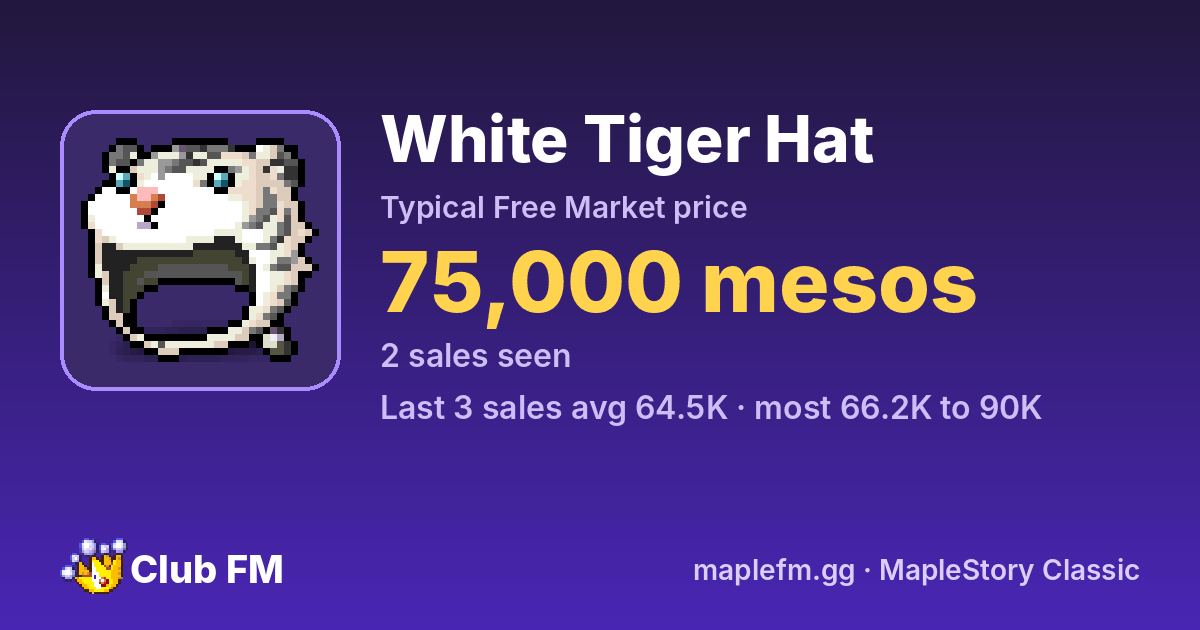 White Tiger Hat
Typical Free Market price
75,000 mesos
2 sales seen
Last 3 sales avg 64.5K · most 66.2K to 90K
Club FM
maplefm.gg · MapleStory Classic